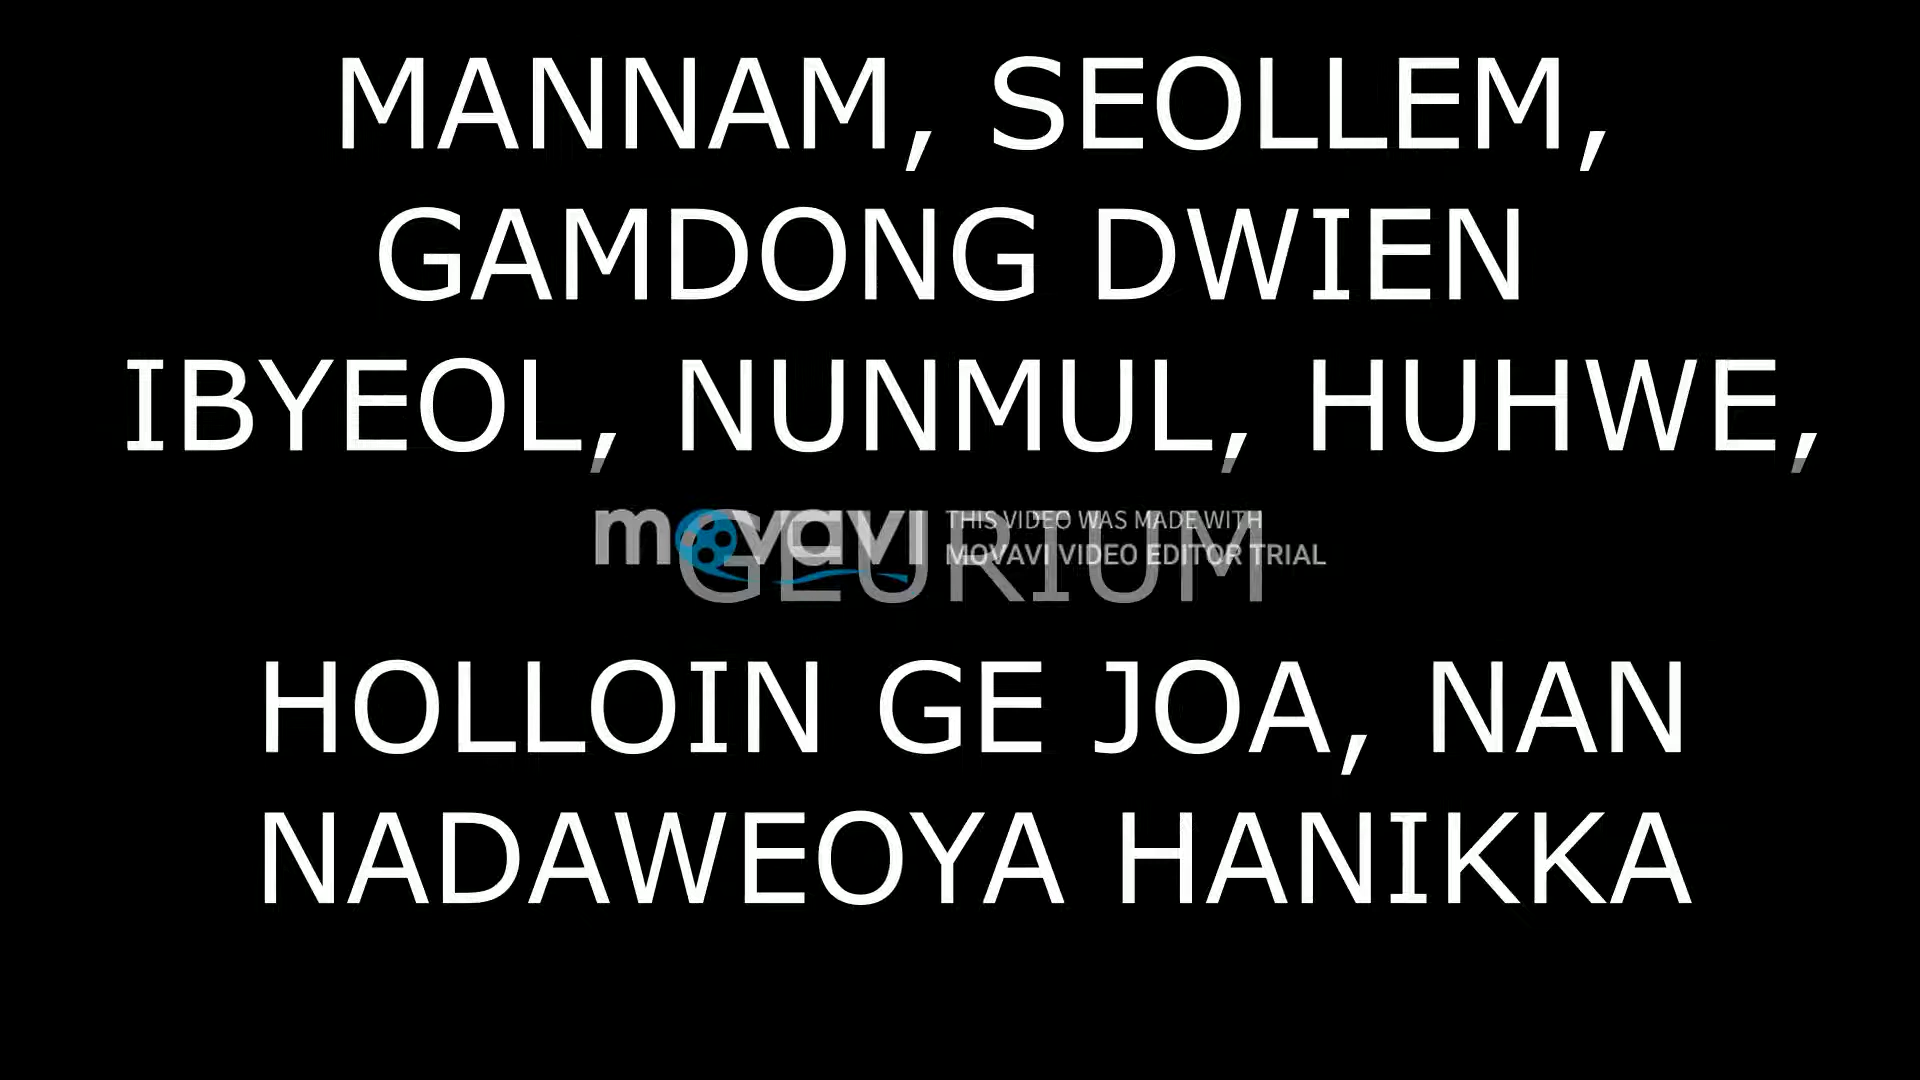 MANNAM, SEOLLEM,
GAMDONG DWIEN
IBYEOL, NUNMUL, HUHWE,
GEURIUM
movavi THIS VIDEO WAS MADE WITH
MOVAVI VIDEO EDITOR TRIAL
HOLLOIN GE JOA, NAN
NADAWEOYA HANIKKA